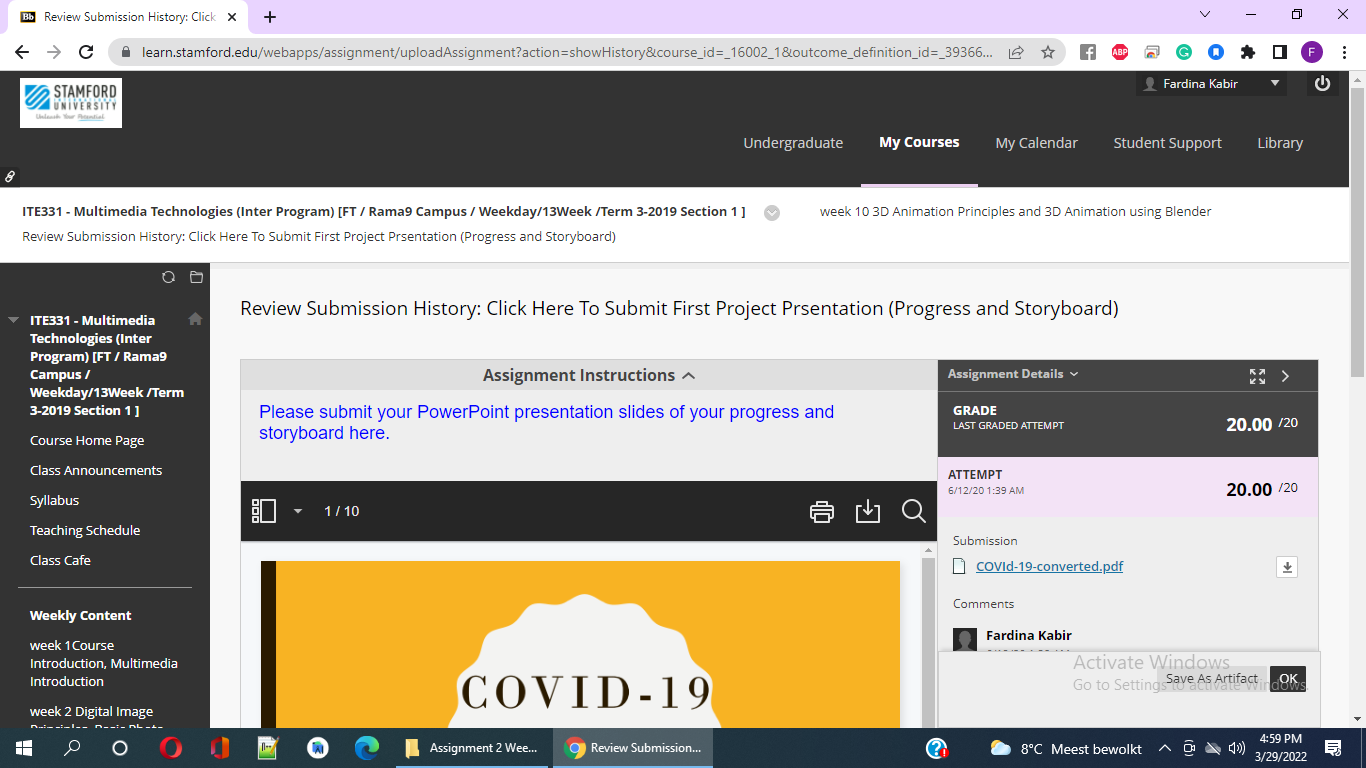 Review Submission History: Click
learn.stamford.edu/webapps/assignment/uploadAssignment?action=showHistory&course_id=_16002_1&outcome_definition_id=_39366...
ABP
F
STAMFORD
INTERNATIONAL
UNIVERSITY
Unleash Your Potential
Fardina Kabir
Undergraduate
My Courses
My Calendar
Student Support
Library
ITE331 - Multimedia Technologies (Inter Program) [FT / Rama9 Campus / Weekday/13Week /Term 3-2019 Section 1 ]
week 10 3D Animation Principles and 3D Animation using Blender
Review Submission History: Click Here To Submit First Project Prsentation (Progress and Storyboard)
ITE331 - Multimedia
Technologies (Inter
Program) [FT / Rama9
Campus /
Weekday/13Week /Term
3-2019 Section 1 ]
Course Home Page
Class Announcements
Syllabus
Teaching Schedule
Class Cafe
Weekly Content
week 1Course
Introduction, Multimedia
Introduction
week 2 Digital Image
Review Submission History: Click Here To Submit First Project Prsentation (Progress and Storyboard)
Assignment Instructions
Please submit your PowerPoint presentation slides of your progress and
storyboard here.
1 / 10
COVID-19
Assignment Details
GRADE
LAST GRADED ATTEMPT
20.00 /20
ATTEMPT
6/12/20 1:39 AM
20.00 /20
Submission
COVId-19-converted.pdf
Comments
Fardina Kabir
Activate Windows
Go to Settings to activate Windows.
Save As Artifact
OK
Assignment 2 Wee...
Review Submission...
8°C Meest bewolkt
4:59 PM
3/29/2022